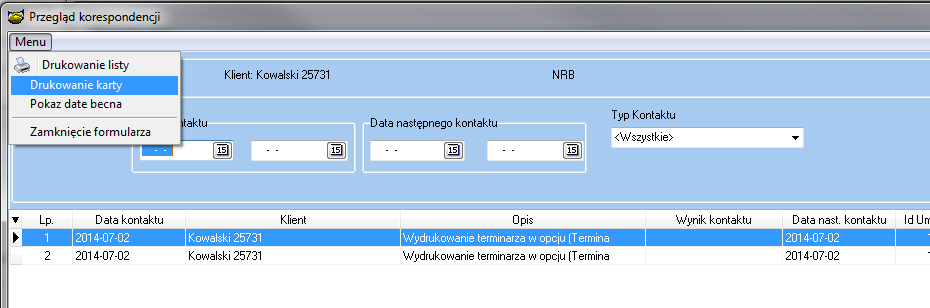 Przegląd korespondencji
Menu
Drukowanie listy
Drukowanie karty
Pokaz date becna
Zamknięcie formularza
Klient: Kowalski 25731 NRB
Data następnego kontaktu
Typ Kontaktu
- - 15 - - 15 - - 15 - - 15
<Wszystkie>
Lp. Data kontaktu Klient Opis Wynik kontaktu Data nast. kontaktu Id Um
1 2014-07-02 Kowalski 25731 Wydrukowanie terminarza w opcju (Termina 2014-07-02
2 2014-07-02 Kowalski 25731 Wydrukowanie terminarza w opcju (Termina 2014-07-02